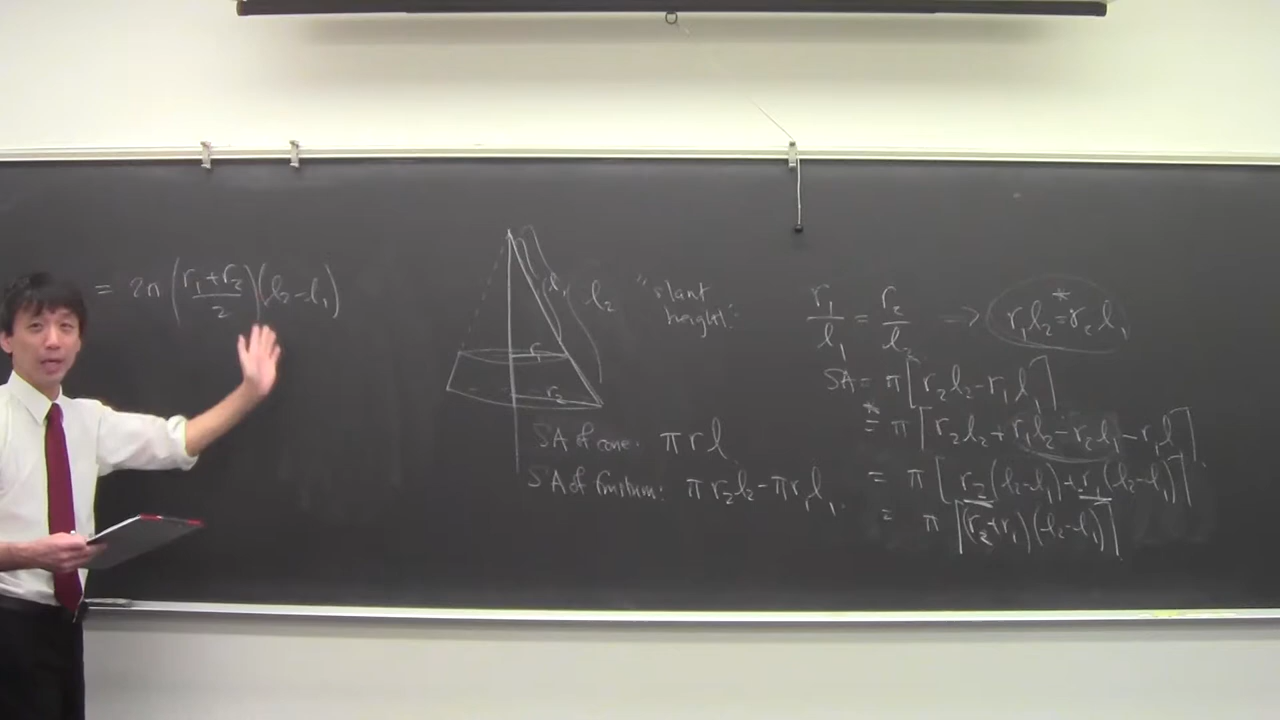 = 2π (r₁+r₂/2)(l₂-l₁)
l₁
l₂
r₁
r₂
"slant
height":
SA of cone: πrl
SA of frustum: πr₂l₂-πr₁l₁.
r₁/l₁ = r₂/l₂ → r₁l₂ =* r₂l₁
SA = π[r₂l₂-r₁l₁]
=* π[r₂l₂+r₁l₂-r₂l₁-r₁l₁]
= π[r₂(l₂-l₁)+r₁(l₂-l₁)]
= π[(r₂+r₁)(l₂-l₁)]